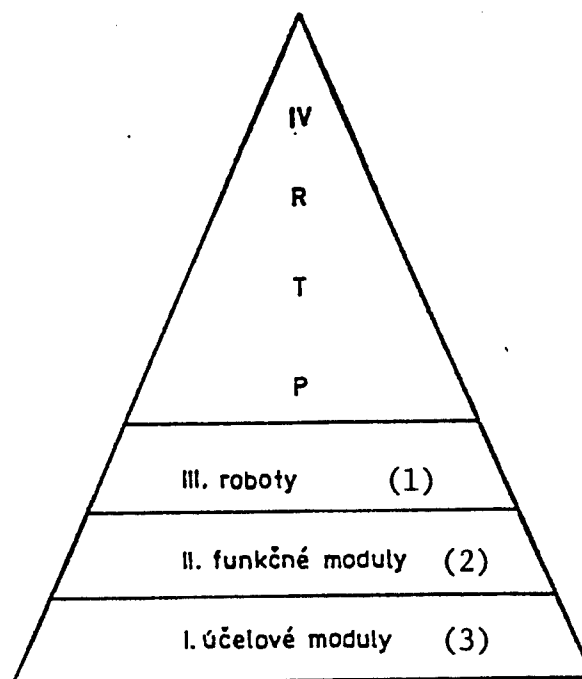 IV
R
T
P
III. roboty (1)
II. funkčné moduly (2)
I. účelové moduly (3)